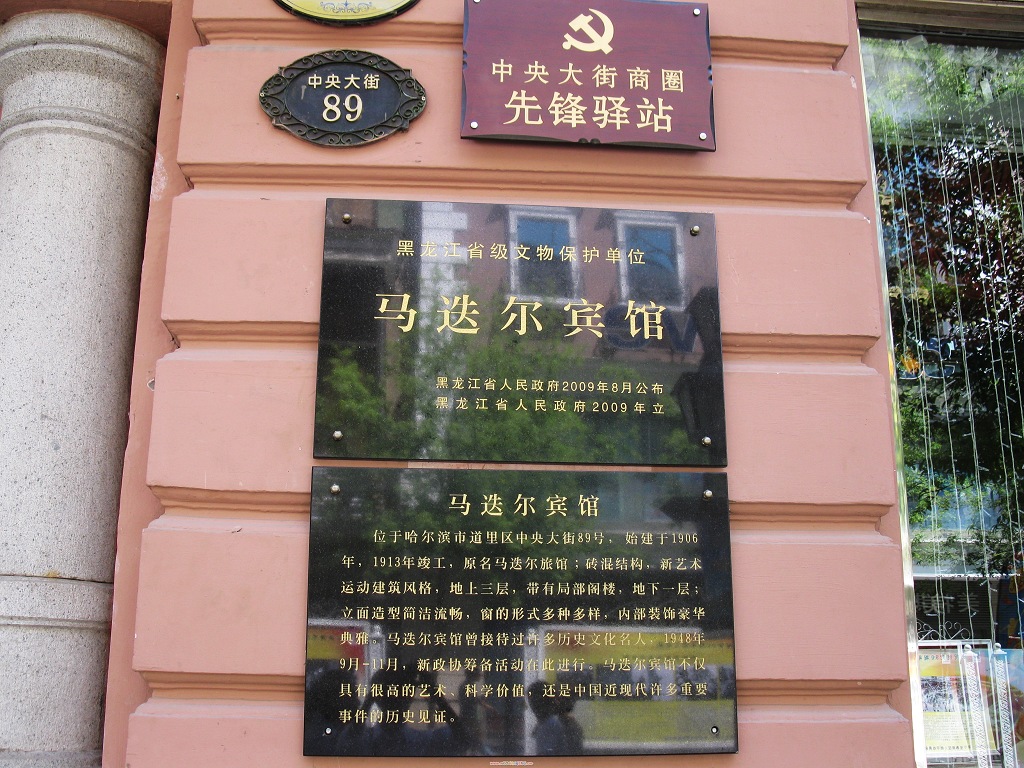 中央大街
89
中央大街商圈
先锋驿站
黑龙江省级文物保护单位
马迭尔宾馆
黑龙江省人民政府2009年8月公布
黑龙江省人民政府2009年立
马迭尔宾馆
位于哈尔滨市道里区中央大街89号，始建于1906
年，1913年竣工，原名马迭尔旅馆；砖混结构，新艺术
运动建筑风格，地上三层，带有局部阁楼，地下一层；
立面造型简洁流畅，窗的形式多种多样，内部装饰豪华
典雅。马迭尔宾馆曾接待过许多历史文化名人，1948年
9月-11月，新政协筹备活动在此进行。马迭尔宾馆不仅
具有很高的艺术、科学价值，还是中国近现代许多重要
事件的历史见证。